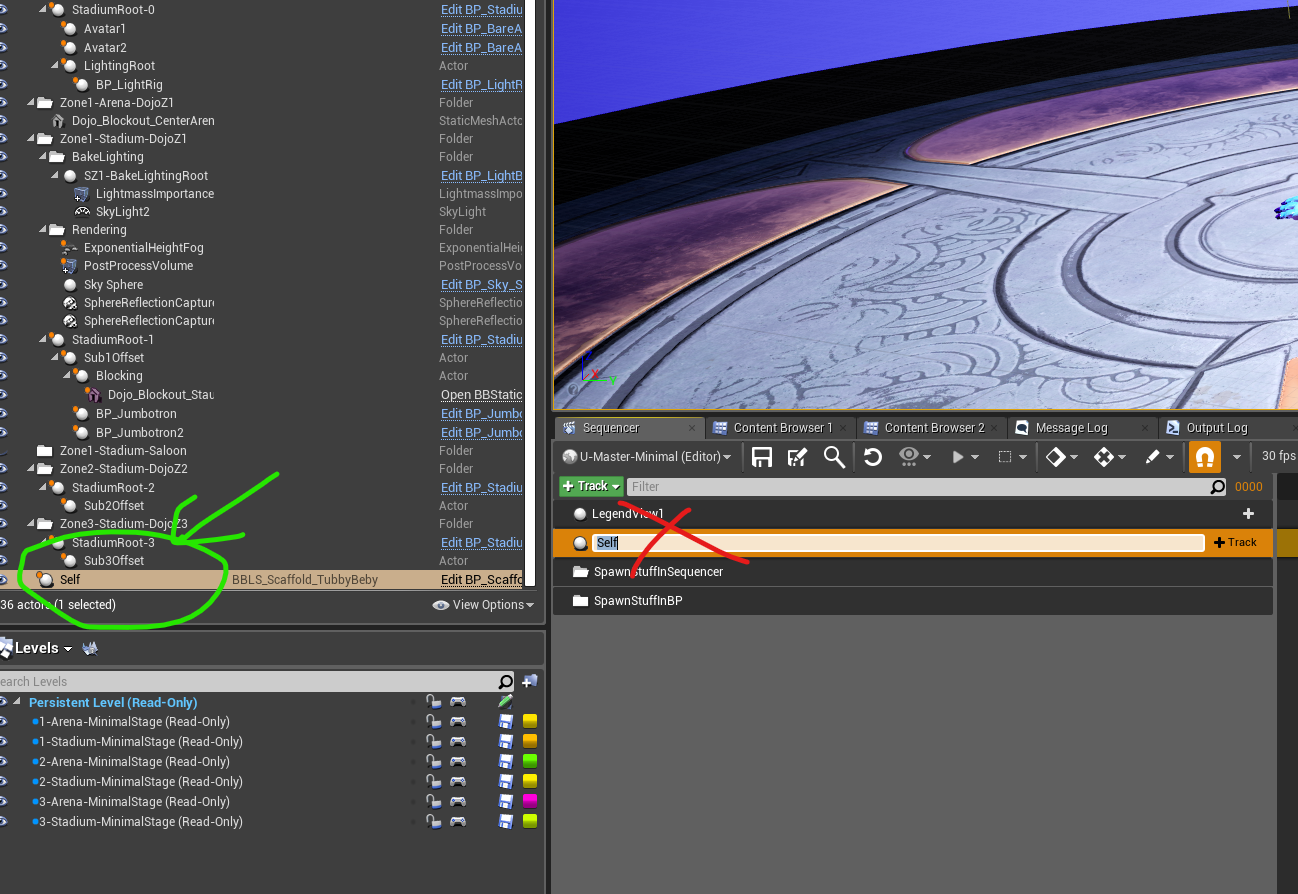 StadiumRoot-0 Edit BP_Stadiu
Avatar1 Edit BP_BareA
Avatar2 Edit BP_BareA
LightingRoot Actor
BP_LightRig Edit BP_LightR
Zone1-Arena-DojoZ1 Folder
Dojo_Blockout_CenterAren StaticMeshActo
Zone1-Stadium-DojoZ1 Folder
BakeLighting Folder
SZ1-BakeLightingRoot Edit BP_LightB
LightmassImportance LightmassImpo
SkyLight2 SkyLight
Rendering Folder
ExponentialHeightFog ExponentialHei
PostProcessVolume PostProcessVo
Sky Sphere Edit BP_Sky_S
SphereReflectionCapture SphereReflectio
SphereReflectionCapture SphereReflectio
StadiumRoot-1 Edit BP_Stadiu
Sub1Offset Actor
Blocking Actor
Dojo_Blockout_Stau Open BBStatic
BP_Jumbotron Edit BP_Jumbo
BP_Jumbotron2 Edit BP_Jumbo
Zone1-Stadium-Saloon Folder
Zone2-Stadium-DojoZ2 Folder
StadiumRoot-2 Edit BP_Stadiu
Sub2Offset Actor
Zone3-Stadium-DojoZ3 Folder
StadiumRoot-3 Edit BP_Stadiu
Sub3Offset Actor
Self BBLS_Scaffold_TubbyBeby Edit BP_Scaffo
36 actors (1 selected) View Options
Levels
earch Levels
Persistent Level (Read-Only)
1-Arena-MinimalStage (Read-Only)
1-Stadium-MinimalStage (Read-Only)
2-Arena-MinimalStage (Read-Only)
2-Stadium-MinimalStage (Read-Only)
3-Arena-MinimalStage (Read-Only)
3-Stadium-MinimalStage (Read-Only)
X
Sequencer Content Browser 1 Content Browser 2 Message Log Output Log
U-Master-Minimal (Editor) 30 fps
Track Filter 0000
LegendView1
Self Track
SpawnStuffInSequencer
SpawnStuffInBP